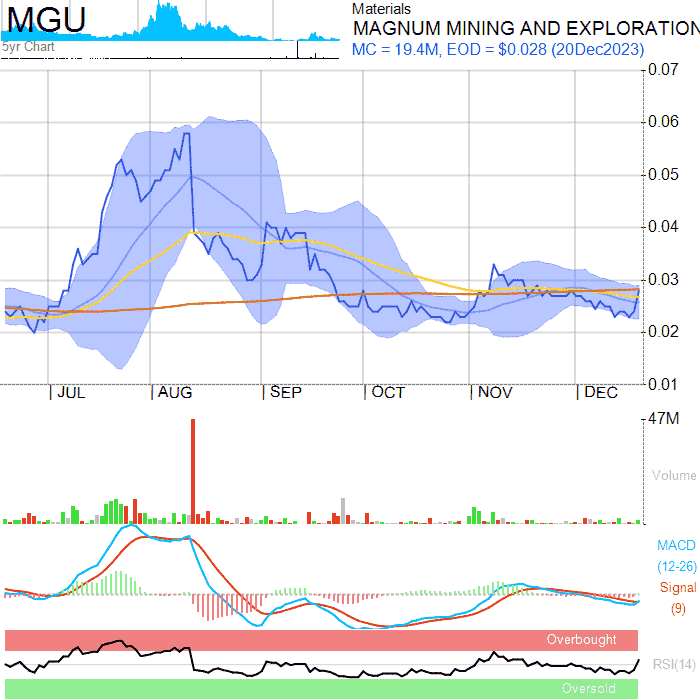 MGU
5yr Chart
Materials
MAGNUM MINING AND EXPLORATION
MC = 19.4M, EOD = $0.028 (20Dec2023)
0.07
0.06
0.05
0.04
0.03
0.02
0.01
JUL
AUG
SEP
OCT
NOV
DEC
47M
Volume
MACD
(12-26)
Signal
(9)
Overbought
RSI(14)
Oversold